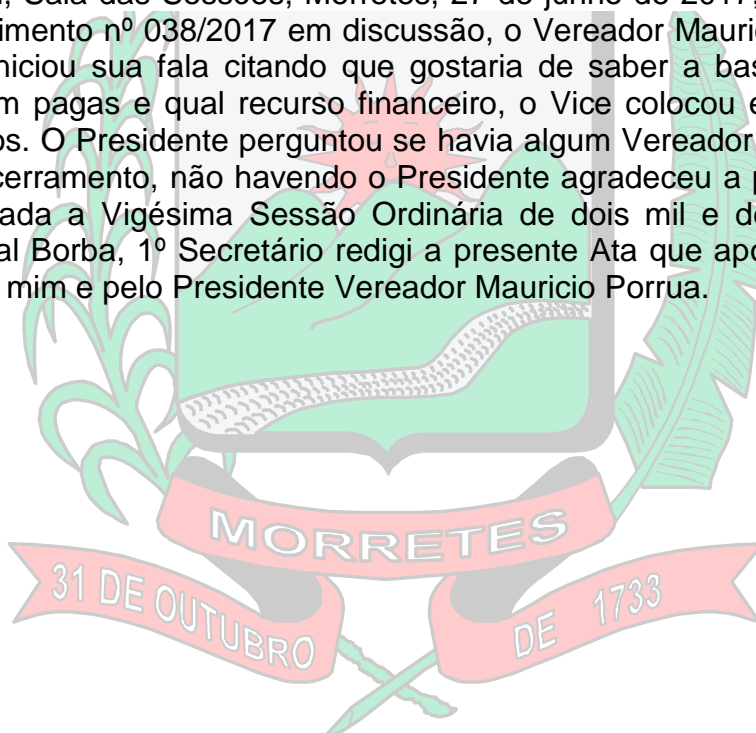 Sala das Sessões, Morretes, 27 de junho de 2017,
nº 038/2017 em discussão, o Vereador Mauri
niciou sua fala citando que gostaria de saber a bas
m pagas e qual recurso financeiro, o Vice colocou e
os. O Presidente perguntou se havia algum Vereador
cerramento, não havendo o Presidente agradeceu a p
ada a Vigésima Sessão Ordinária de dois mil e d
al Borba, 1º Secretário redigi a presente Ata que apo
mim e pelo Presidente Vereador Mauricio Porrua.
MORRETES
31 DE OUTUBRO
DE 1733